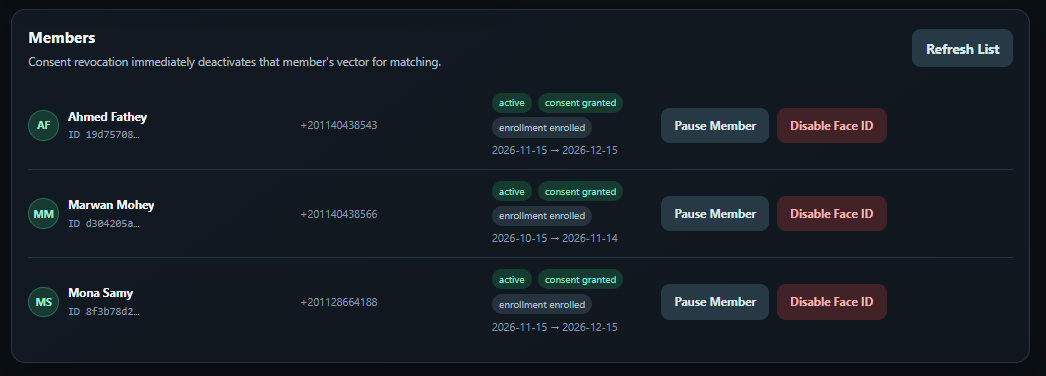 Members
Consent revocation immediately deactivates that member's vector for matching.
Refresh List
AF
Ahmed Fathey
ID 19d75708…
+201140438543
active
consent granted
enrollment enrolled
2026-11-15 → 2026-12-15
Pause Member
Disable Face ID
MM
Marwan Mohey
ID d304205a…
+201140438566
active
consent granted
enrollment enrolled
2026-10-15 → 2026-11-14
Pause Member
Disable Face ID
MS
Mona Samy
ID 8f3b78d2…
+201128664188
active
consent granted
enrollment enrolled
2026-11-15 → 2026-12-15
Pause Member
Disable Face ID